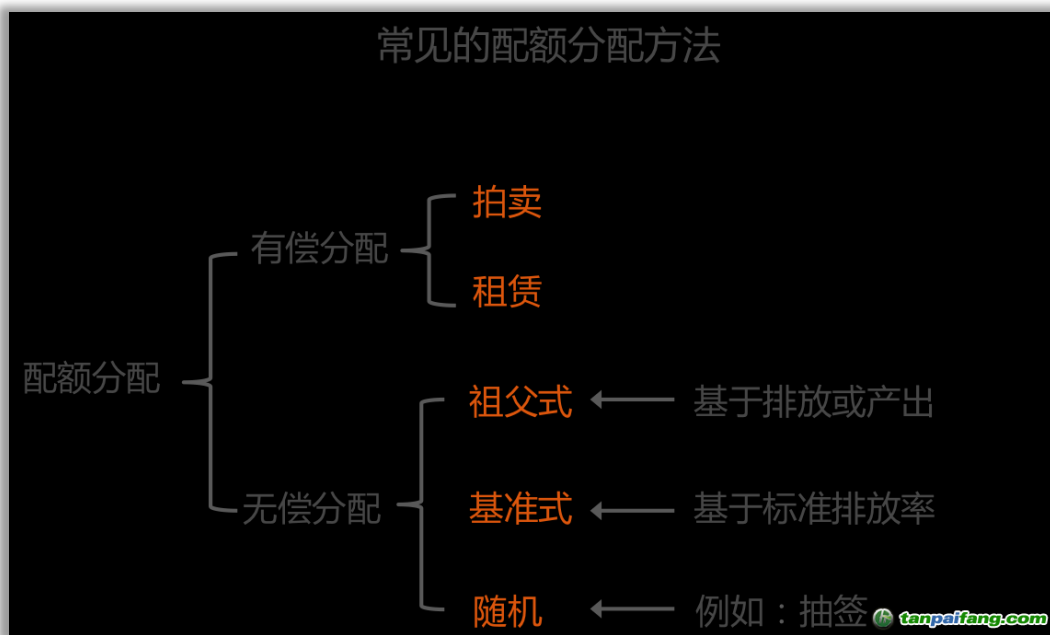 常见的配额分配方法
拍卖
有偿分配
租赁
配额分配
祖父式
基于排放或产出
无偿分配
基准式
基于标准排放率
随机
例如：抽签
tanpaifang.com